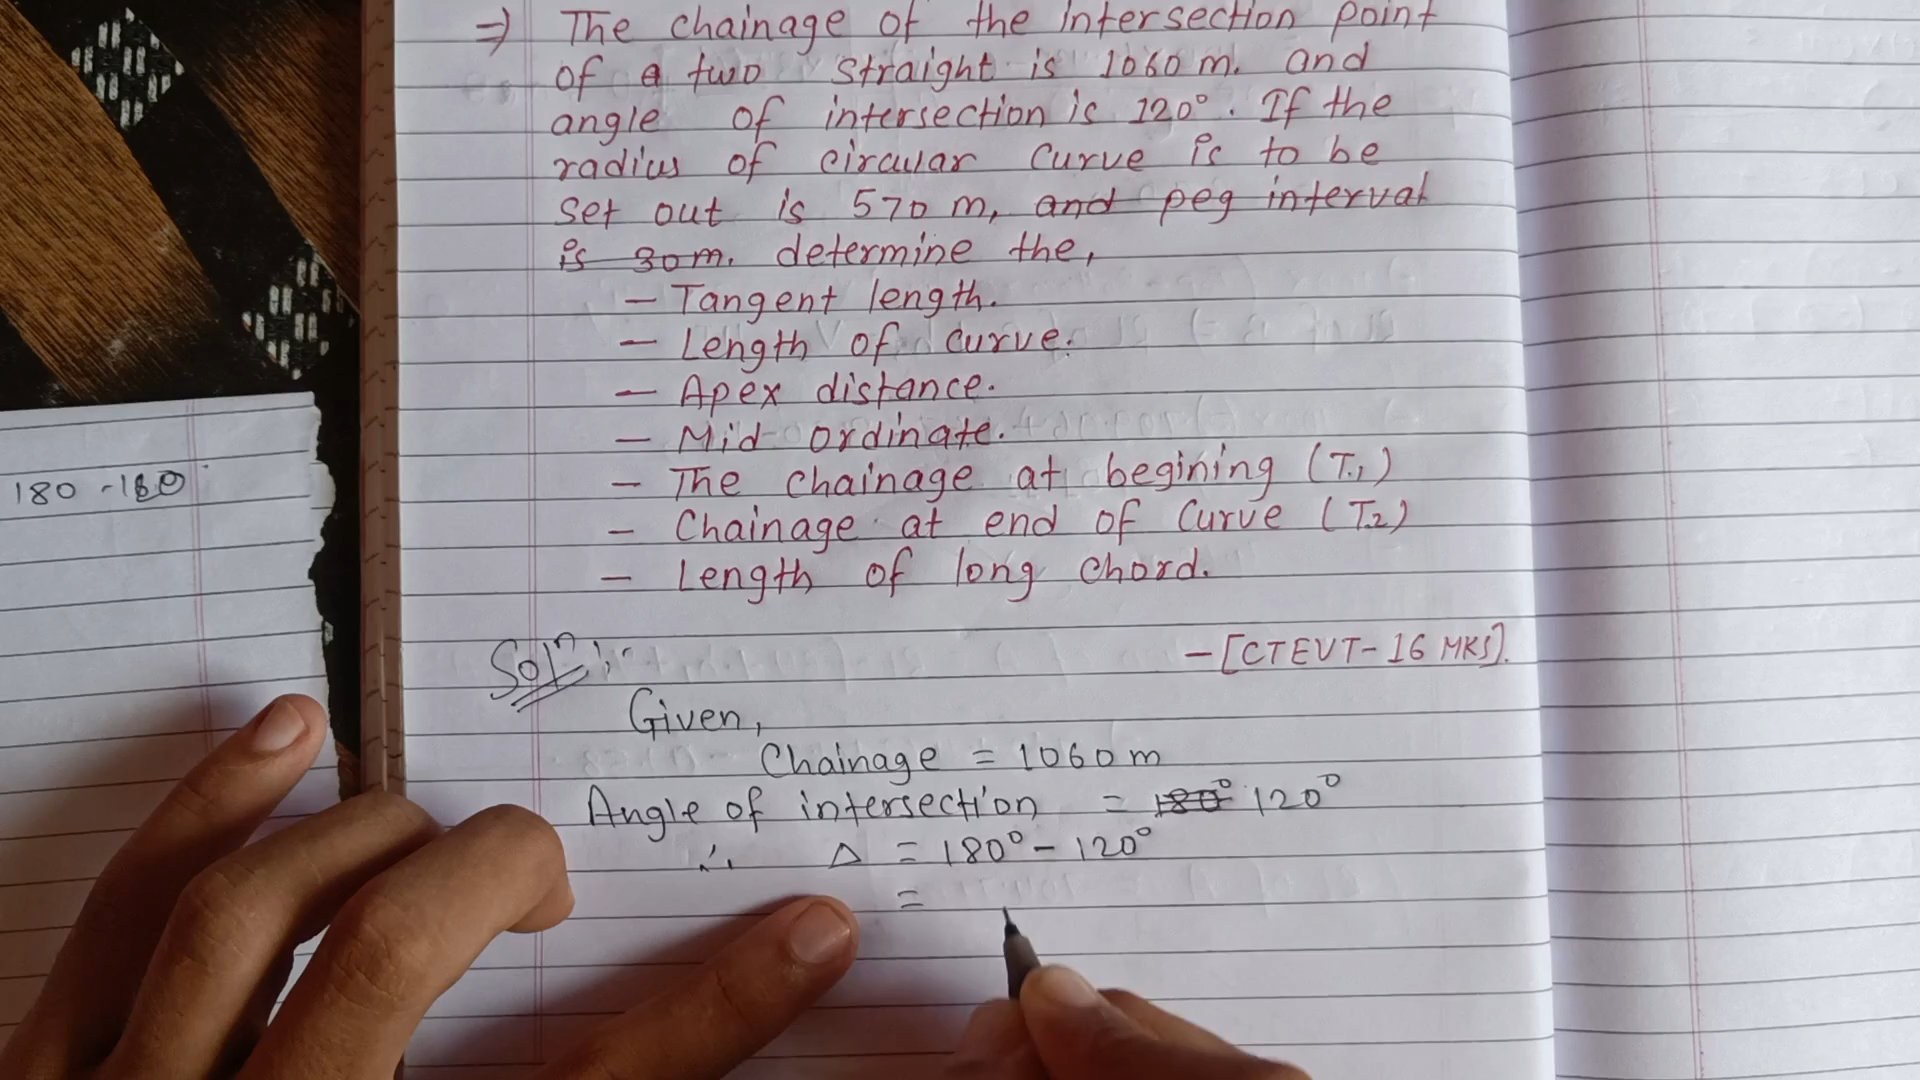 ⇒ The chainage of the intersection point
of a two straight is 1060 m. and
angle of intersection is 120°. If the
radius of circular curve is to be
set out is 570 m, and peg interval
is 30m. determine the,
- Tangent length.
- Length of curve.
- Apex distance.
- Mid ordinate.
- The chainage at begining (T1)
- Chainage at end of Curve (T2)
- Length of long chord.
180 -180
Solⁿ:-
-[CTEVT- 16 MKS].
Given,
Chainage = 1060 m
Angle of intersection = 180° 120°
∴ Δ = 180° - 120°
=